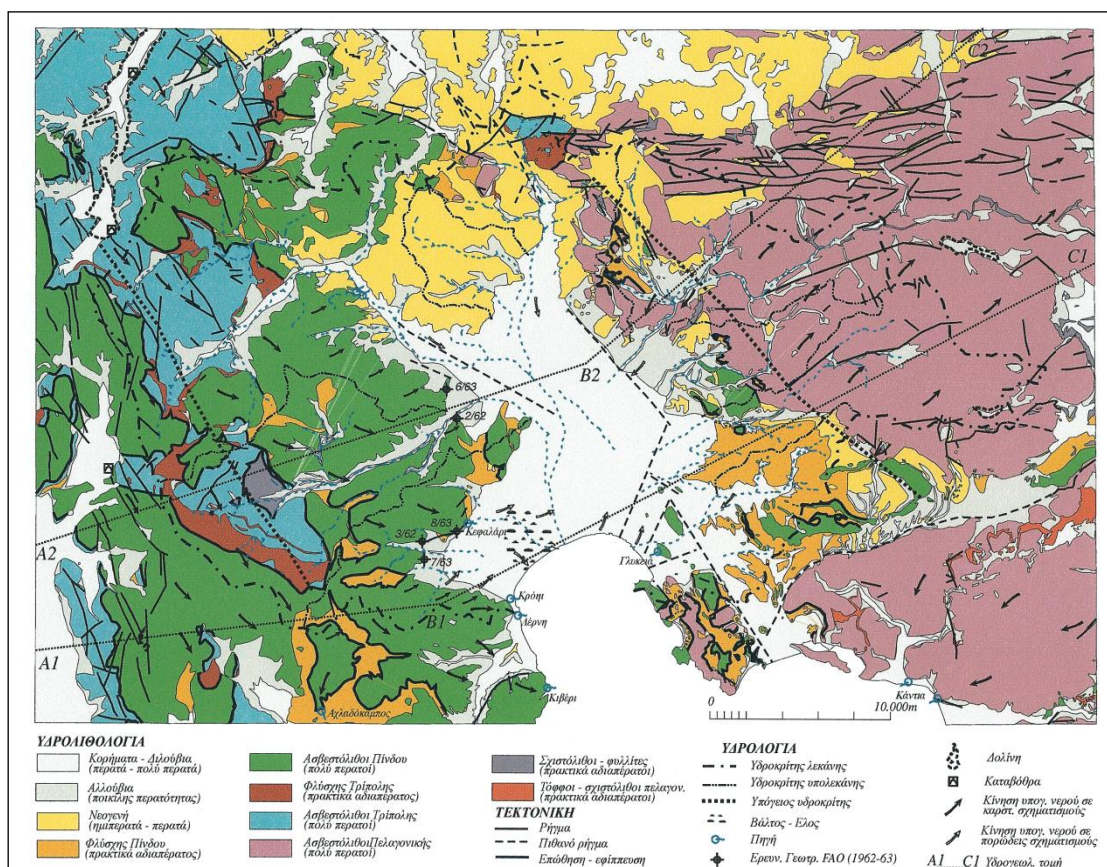 C2
C1
C4
B2
6/63
2/62
8/63
3/62
Κεφαλάρι
7/63
Γλυκειά
A2
Κρόηι
Λέρνη
B1
A1
Κιβέρι
Κάντια
Αχλαδόκαμπος
0
10.000m
ΥΔΡΟΛΙΘΟΛΟΓΙΑ
Κορήματα - Διλούβια
(περατά - πολύ περατά)
Αλλούβια
(ποικίλης περατότητας)
Νεογενή
(ημιπερατά - περατά)
Φλύσχης Πίνδου
(πρακτικά αδιαπέρατος)
Ασβεστόλιθοι Πίνδου
(πολύ περατοί)
Φλύσχης Τρίπολης
(πρακτικά αδιαπέρατος)
Ασβεστόλιθοι Τρίπολης
(πολύ περατοί)
Ασβεστόλιθοι Πελαγονικής
(πολύ περατοί)
Σχιστόλιθοι - φυλλίτες
(πρακτικά αδιαπέρατοι)
Τόφφοι - σχιστόλιθοι πελαγον.
(πρακτικά αδιαπέρατοι)
ΤΕΚΤΟΝΙΚΗ
Ρήγμα
Πιθανό ρήγμα
Επώθηση - εφίππευση
ΥΔΡΟΛΟΓΙΑ
Υδροκρίτης λεκάνης
Υδροκρίτης υπολεκάνης
Υπόγειος υδροκρίτης
Βάλτος - Ελος
Πηγή
Ερευν. Γεωτρ. FAO (1962-63)
Δολίνη
Καταβόθρα
Κίνηση υπογ. νερού σε
καρστ. σχηματισμούς
Κίνηση υπογ. νερού σε
πορώδεις σχηματισμούς
A1 C1 Υδρογεωλ. τομή